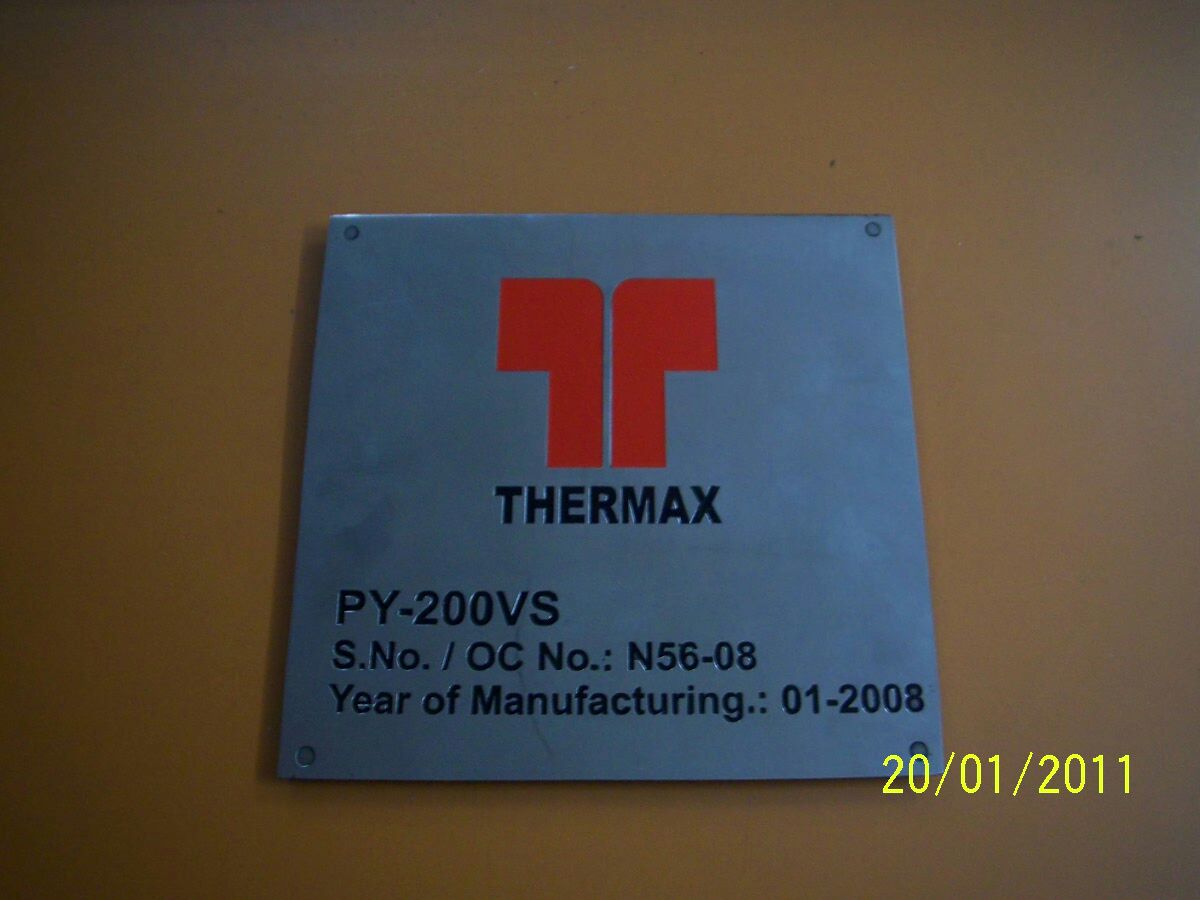 THERMAX
PY-200VS
S.No. / OC No.: N56-08
Year of Manufacturing.: 01-2008
20/01/2011